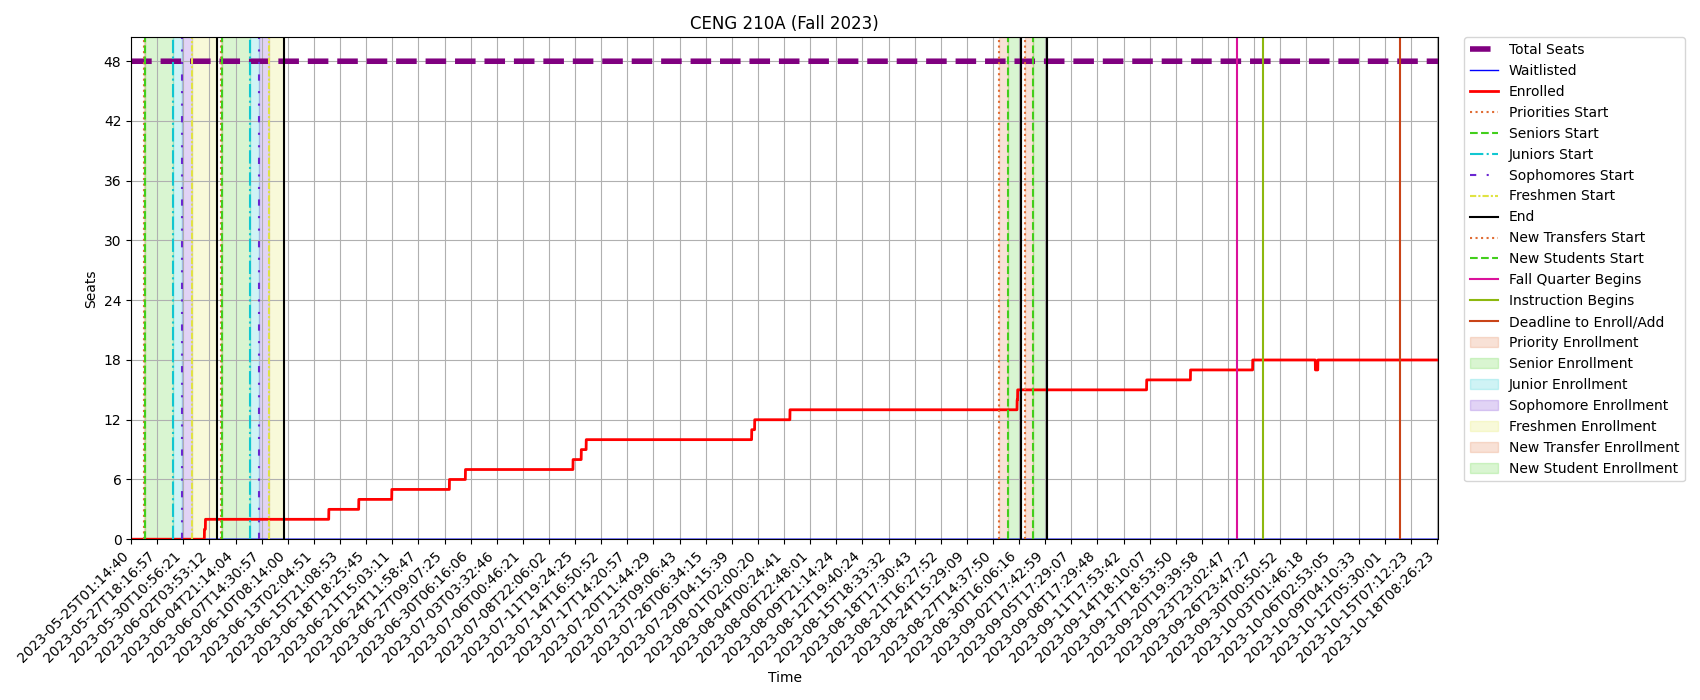 CENG 210A (Fall 2023)
48
42
36
30
24
18
12
6
0
Seats
2023-05-25T01:14:40
2023-05-27T18:16:57
2023-05-30T10:56:21
2023-06-02T03:53:12
2023-06-04T21:14:04
2023-06-07T14:30:57
2023-06-10T08:14:00
2023-06-13T02:04:51
2023-06-15T21:08:53
2023-06-18T18:25:45
2023-06-21T15:03:11
2023-06-24T11:58:47
2023-06-27T09:07:25
2023-06-30T06:16:06
2023-07-03T03:32:46
2023-07-06T00:46:21
2023-07-08T22:06:02
2023-07-11T19:24:25
2023-07-14T16:50:52
2023-07-17T14:20:57
2023-07-20T11:44:29
2023-07-23T09:06:43
2023-07-26T06:34:15
2023-07-29T04:15:39
2023-08-01T02:00:20
2023-08-04T00:24:41
2023-08-06T22:48:01
2023-08-09T21:14:24
2023-08-12T19:40:24
2023-08-15T18:33:32
2023-08-18T17:30:43
2023-08-21T16:27:52
2023-08-24T15:29:09
2023-08-27T14:37:50
2023-08-30T16:06:16
2023-09-02T17:42:59
2023-09-05T17:29:07
2023-09-08T17:29:48
2023-09-11T17:53:42
2023-09-14T18:10:07
2023-09-17T18:53:50
2023-09-20T19:39:58
2023-09-23T23:02:47
2023-09-26T23:47:27
2023-09-30T00:50:52
2023-10-03T01:46:18
2023-10-06T02:53:05
2023-10-09T04:10:33
2023-10-12T05:30:01
2023-10-15T07:12:23
2023-10-18T08:26:23
Time
Total Seats
Waitlisted
Enrolled
Priorities Start
Seniors Start
Juniors Start
Sophomores Start
Freshmen Start
End
New Transfers Start
New Students Start
Fall Quarter Begins
Instruction Begins
Deadline to Enroll/Add
Priority Enrollment
Senior Enrollment
Junior Enrollment
Sophomore Enrollment
Freshmen Enrollment
New Transfer Enrollment
New Student Enrollment